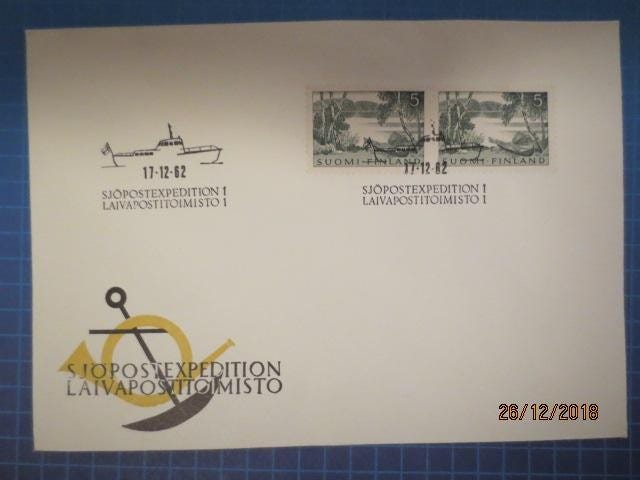 5
5
SUOMI-FINLAND
SUOMI-FINLAND
17-12-62
17-12-62
SJÖPOSTEXPEDITION 1
LAIVAPOSTITOIMISTO 1
SJÖPOSTEXPEDITION 1
LAIVAPOSTITOIMISTO 1
SJÖPOSTEXPEDITION
LAIVAPOSTITOIMISTO
26/12/2018